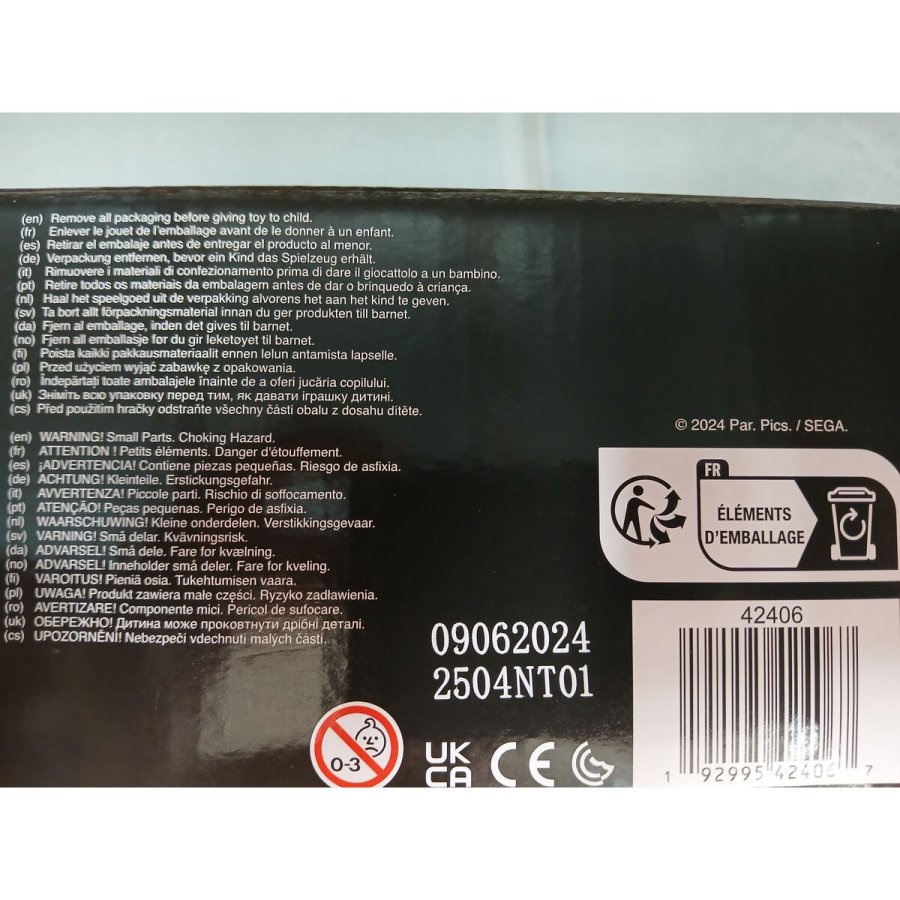 (en) Remove all packaging before giving toy to child.
(fr) Enlever le jouet de l'emballage avant de le donner à un enfant.
(es) Retirar el embalaje antes de entregar el producto al menor.
(de) Verpackung entfernen, bevor ein Kind das Spielzeug erhält.
(it) Rimuovere i materiali di confezionamento prima di dare il giocattolo a un bambino.
(pt) Retire todos os materiais da embalagem antes de dar o brinquedo à criança.
(nl) Haal het speelgoed uit de verpakking alvorens het aan het kind te geven.
(sv) Ta bort allt förpackningsmaterial innan du ger produkten till barnet.
(da) Fjern al emballage, inden det gives til barnet.
(no) Fjern all emballasje for du gir leketøyet til barnet.
(fi) Poista kaikki pakkausmateriaalit ennen lelun antamista lapselle.
(pl) Przed użyciem wyjąć zabawkę z opakowania.
(ro) Îndepărtați toate ambalajele înainte de a oferi jucăria copilului.
(uk) Зніміть всю упаковку перед тим, як давати іграшку дитині.
(cs) Před použitím hračky odstraňte všechny části obalu z dosahu dítěte.
(en) WARNING! Small Parts. Choking Hazard.
(fr) ATTENTION ! Petits éléments. Danger d'étouffement.
(es) ¡ADVERTENCIA! Contiene piezas pequeñas. Riesgo de asfixia.
(de) ACHTUNG! Kleinteile. Erstickungsgefahr.
(it) AVVERTENZA! Piccole parti. Rischio di soffocamento.
(pt) ATENÇÃO! Peças pequenas. Perigo de asfixia.
(nl) WAARSCHUWING! Kleine onderdelen. Verstikkingsgevaar.
(sv) VARNING! Små delar. Kvävningsrisk.
(da) ADVARSEL! Små dele. Fare for kvælning.
(no) ADVARSEL! Inneholder små deler. Fare for kveling.
(fi) VAROITUS! Pieniä osia. Tukehtumisen vaara.
(pl) UWAGA! Produkt zawiera małe części. Ryzyko zadławienia.
(ro) AVERTIZARE! Componente mici. Pericol de sufocare.
(uk) ОБЕРЕЖНО! Дитина може проковтнути дрібні деталі.
(cs) UPOZORNĚNÍ! Nebezpečí vdechnutí malých částí.
© 2024 Par. Pics. / SEGA.
FR
ÉLÉMENTS
D'EMBALLAGE
09062024
2504NT01
0-3
UK
CA
CE
42406
1 92995 42406 7